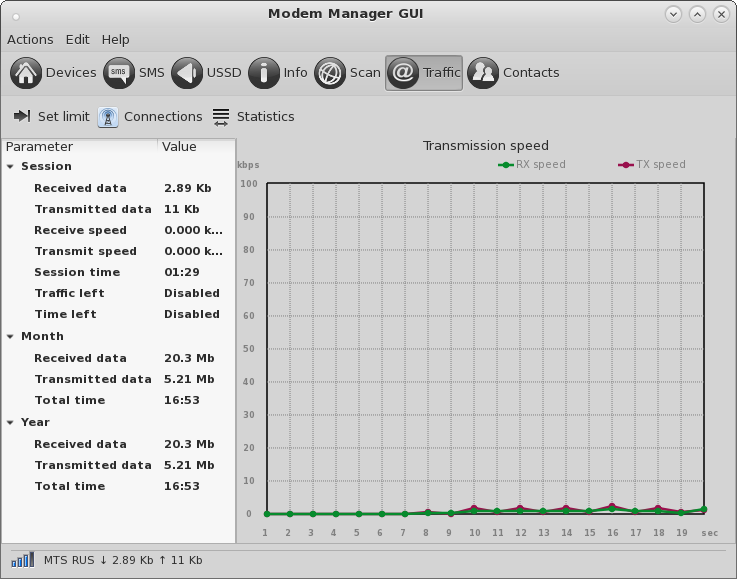 Modem Manager GUI
Actions Edit Help
Devices sms SMS USSD Info Scan @ Traffic Contacts
Set limit Connections Statistics
Parameter Value
Session
Received data 2.89 Kb
Transmitted data 11 Kb
Receive speed 0.000 k...
Transmit speed 0.000 k...
Session time 01:29
Traffic left Disabled
Time left Disabled
Month
Received data 20.3 Mb
Transmitted data 5.21 Mb
Total time 16:53
Year
Received data 20.3 Mb
Transmitted data 5.21 Mb
Total time 16:53
Transmission speed
kbps RX speed TX speed
100
90
80
70
60
50
40
30
20
10
0
1 2 3 4 5 6 7 8 9 10 11 12 13 14 15 16 17 18 19 sec
MTS RUS ↓ 2.89 Kb ↑ 11 Kb